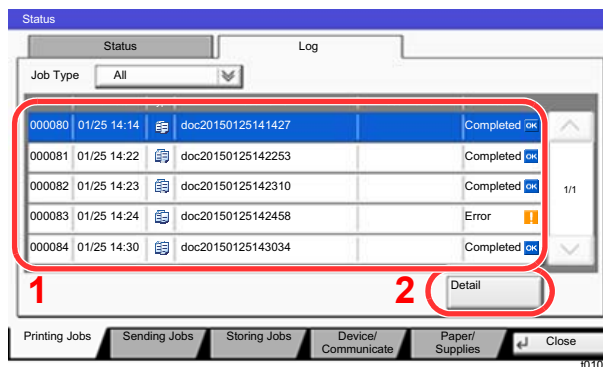 Status
Status Log
Job Type All
000080 01/25 14:14 doc20150125141427 Completed OK
000081 01/25 14:22 doc20150125142253 Completed OK
000082 01/25 14:23 doc20150125142310 Completed OK
1/1
000083 01/25 14:24 doc20150125142458 Error !
000084 01/25 14:30 doc20150125143034 Completed OK
1 2 Detail
Printing Jobs Sending Jobs Storing Jobs Device/
Communicate Paper/
Supplies Close